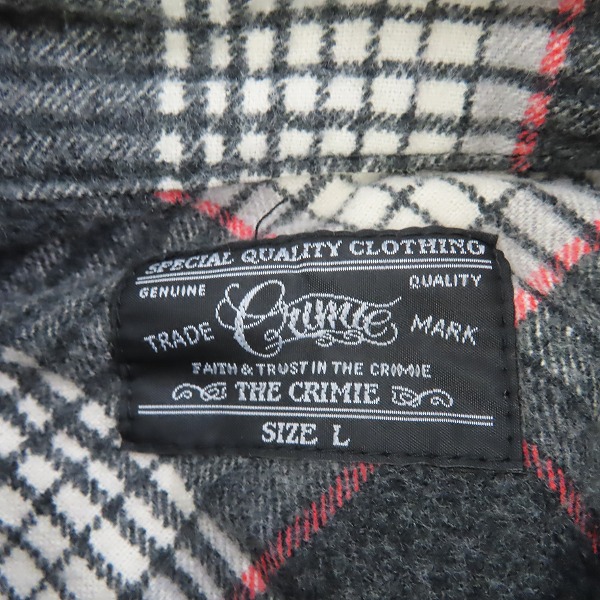 SPECIAL QUALITY CLOTHING
GENUINE QUALITY
TRADE Crimie MARK
FAITH & TRUST IN THE CRIMIE
THE CRIMIE
SIZE L